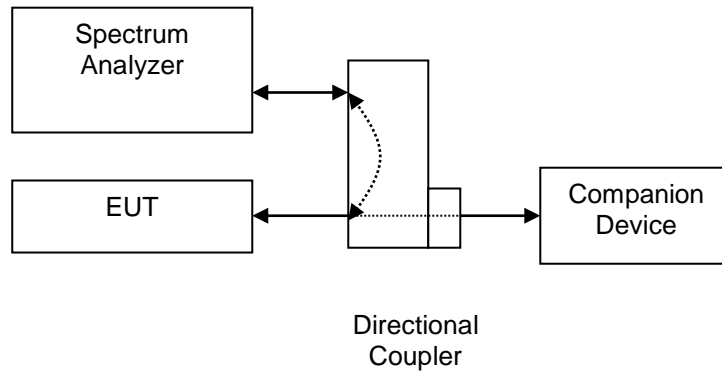 Spectrum
Analyzer
EUT
Companion
Device
Directional
Coupler